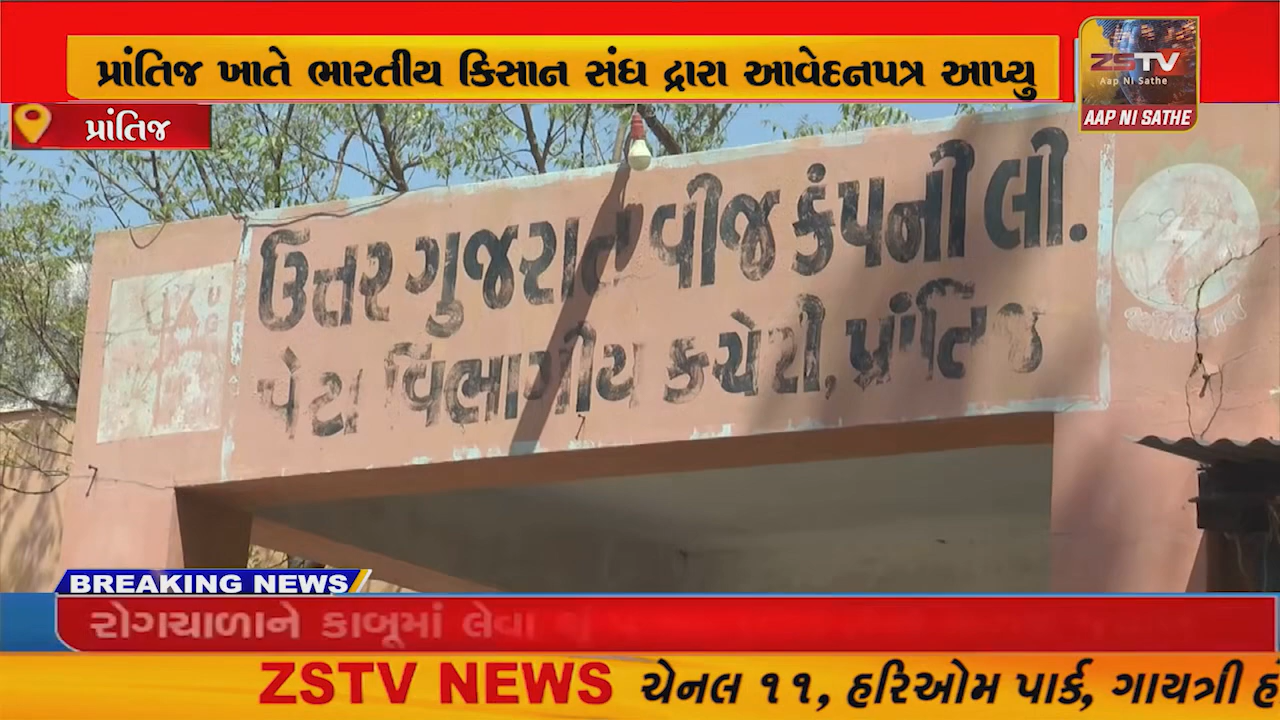 પ્રાંતિજ ખાતે ભારતીય કિસાન સંઘ દ્વારા આવેદનપત્ર આપ્યુ
ZSTV
Aap Ni Sathe
AAP NI SATHE
પ્રાંતિજ
ઉત્તર ગુજરાત વીજ કંપની લી.
પેટા વિભાગીય કચેરી, પ્રાંતિજ
BREAKING NEWS
રોગચાળાને કાબૂમાં લેવા
ZSTV NEWS ચેનલ ૧૧, હરિઓમ પાર્ક, ગાયત્રી